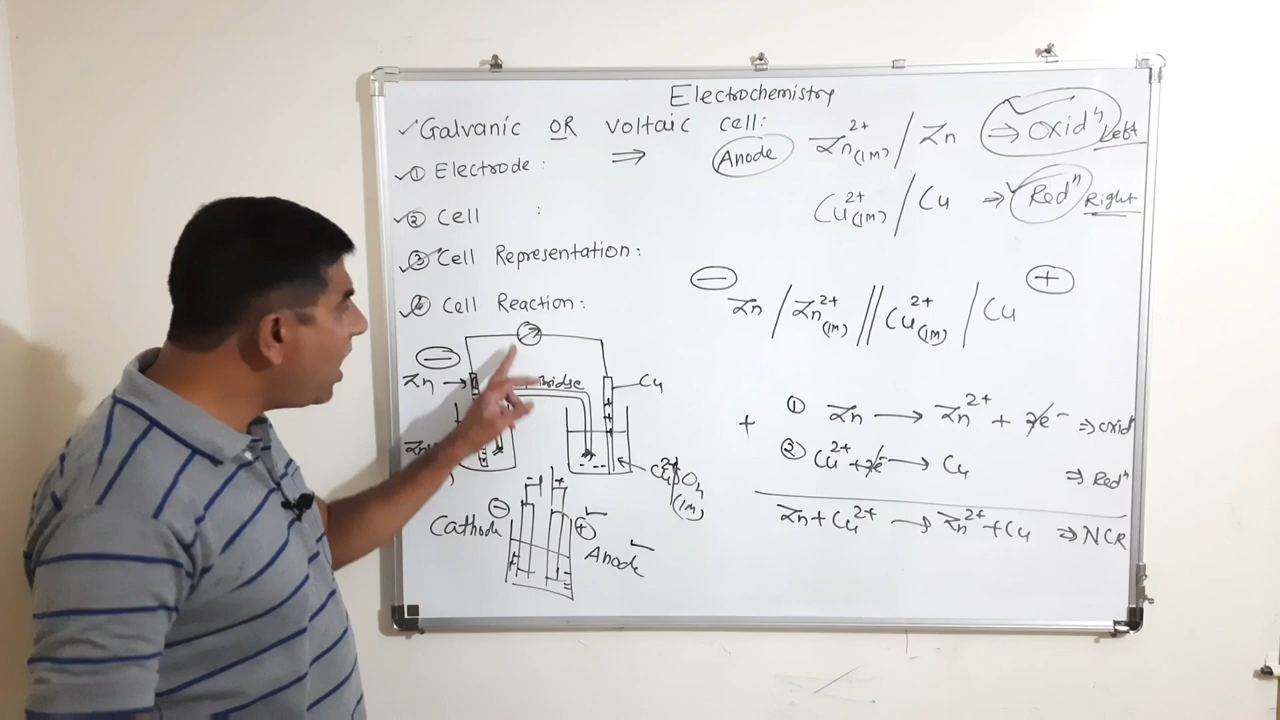 Electrochemistry
✓Galvanic OR Voltaic cell:
⇒ Anode Zn²⁺(1M) / Zn ⇒ Oxidⁿ Left
✓① Electrode :
Cu²⁺(1M) / Cu ⇒ Redⁿ Right
✓② Cell :
✓③ Cell Representation:
− +
Zn / Zn²⁺(1M) // Cu²⁺(1M) / Cu
✓④ Cell Reaction:
−
Zn → Bridge Cu
+ ① Zn → Zn²⁺ + 2e⁻ ⇒ oxidⁿ
② Cu²⁺ + 2e⁻ → Cu ⇒ Redⁿ
(1M)
Zn + Cu²⁺ → Zn²⁺ + Cu ⇒ NCR
− +
Cathode − + Anode